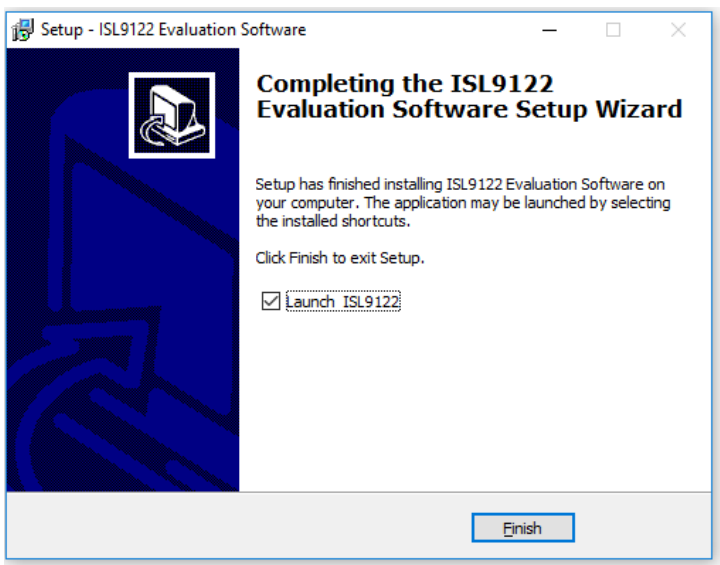 Setup - ISL9122 Evaluation Software
Completing the ISL9122
Evaluation Software Setup Wizard
Setup has finished installing ISL9122 Evaluation Software on
your computer. The application may be launched by selecting
the installed shortcuts.
Click Finish to exit Setup.
Launch ISL9122
Finish